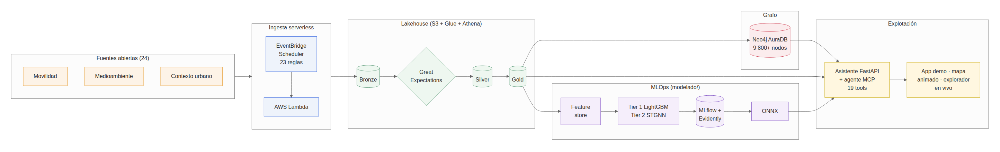 Fuentes abiertas (24)
Movilidad
Medioambiente
Contexto urbano
Ingesta serverless
EventBridge
Scheduler
23 reglas
AWS Lambda
Lakehouse (S3 + Glue + Athena)
Bronze
Great
Expectations
Silver
Gold
Grafo
Neo4j AuraDB
9 800+ nodos
MLOps (modelado/)
Feature
store
Tier 1 LightGBM
Tier 2 STGNN
MLflow +
Evidently
ONNX
Explotación
Asistente FastAPI
+ agente MCP
19 tools
App demo · mapa
animado · explorador
en vivo